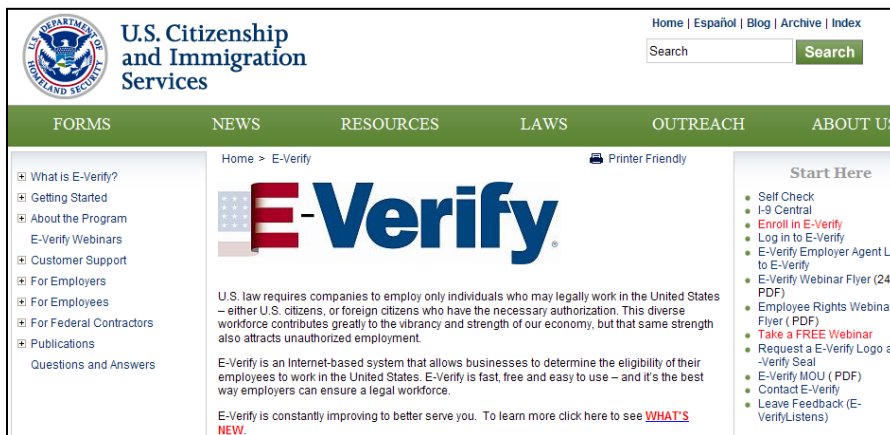 U.S. Citizenship
and Immigration
Services
Home | Español | Blog | Archive | Index
Search Search
FORMS NEWS RESOURCES LAWS OUTREACH ABOUT US
What is E-Verify?
Getting Started
About the Program
E-Verify Webinars
Customer Support
For Employers
For Employees
For Federal Contractors
Publications
Questions and Answers
Home > E-Verify Printer Friendly
E-Verify®
U.S. law requires companies to employ only individuals who may legally work in the United States
– either U.S. citizens, or foreign citizens who have the necessary authorization. This diverse
workforce contributes greatly to the vibrancy and strength of our economy, but that same strength
also attracts unauthorized employment.
E-Verify is an Internet-based system that allows businesses to determine the eligibility of their
employees to work in the United States. E-Verify is fast, free and easy to use – and it's the best
way employers can ensure a legal workforce.
E-Verify is constantly improving to better serve you. To learn more click here to see WHAT'S
NEW.
Start Here
Self Check
I-9 Central
Enroll in E-Verify
Log in to E-Verify
E-Verify Employer Agent L
to E-Verify
E-Verify Webinar Flyer (24
PDF)
Employee Rights Webina
Flyer ( PDF)
Take a FREE Webinar
Request a E-Verify Logo a
-Verify Seal
E-Verify MOU ( PDF)
Contact E-Verify
Leave Feedback (E-
VerifyListens)